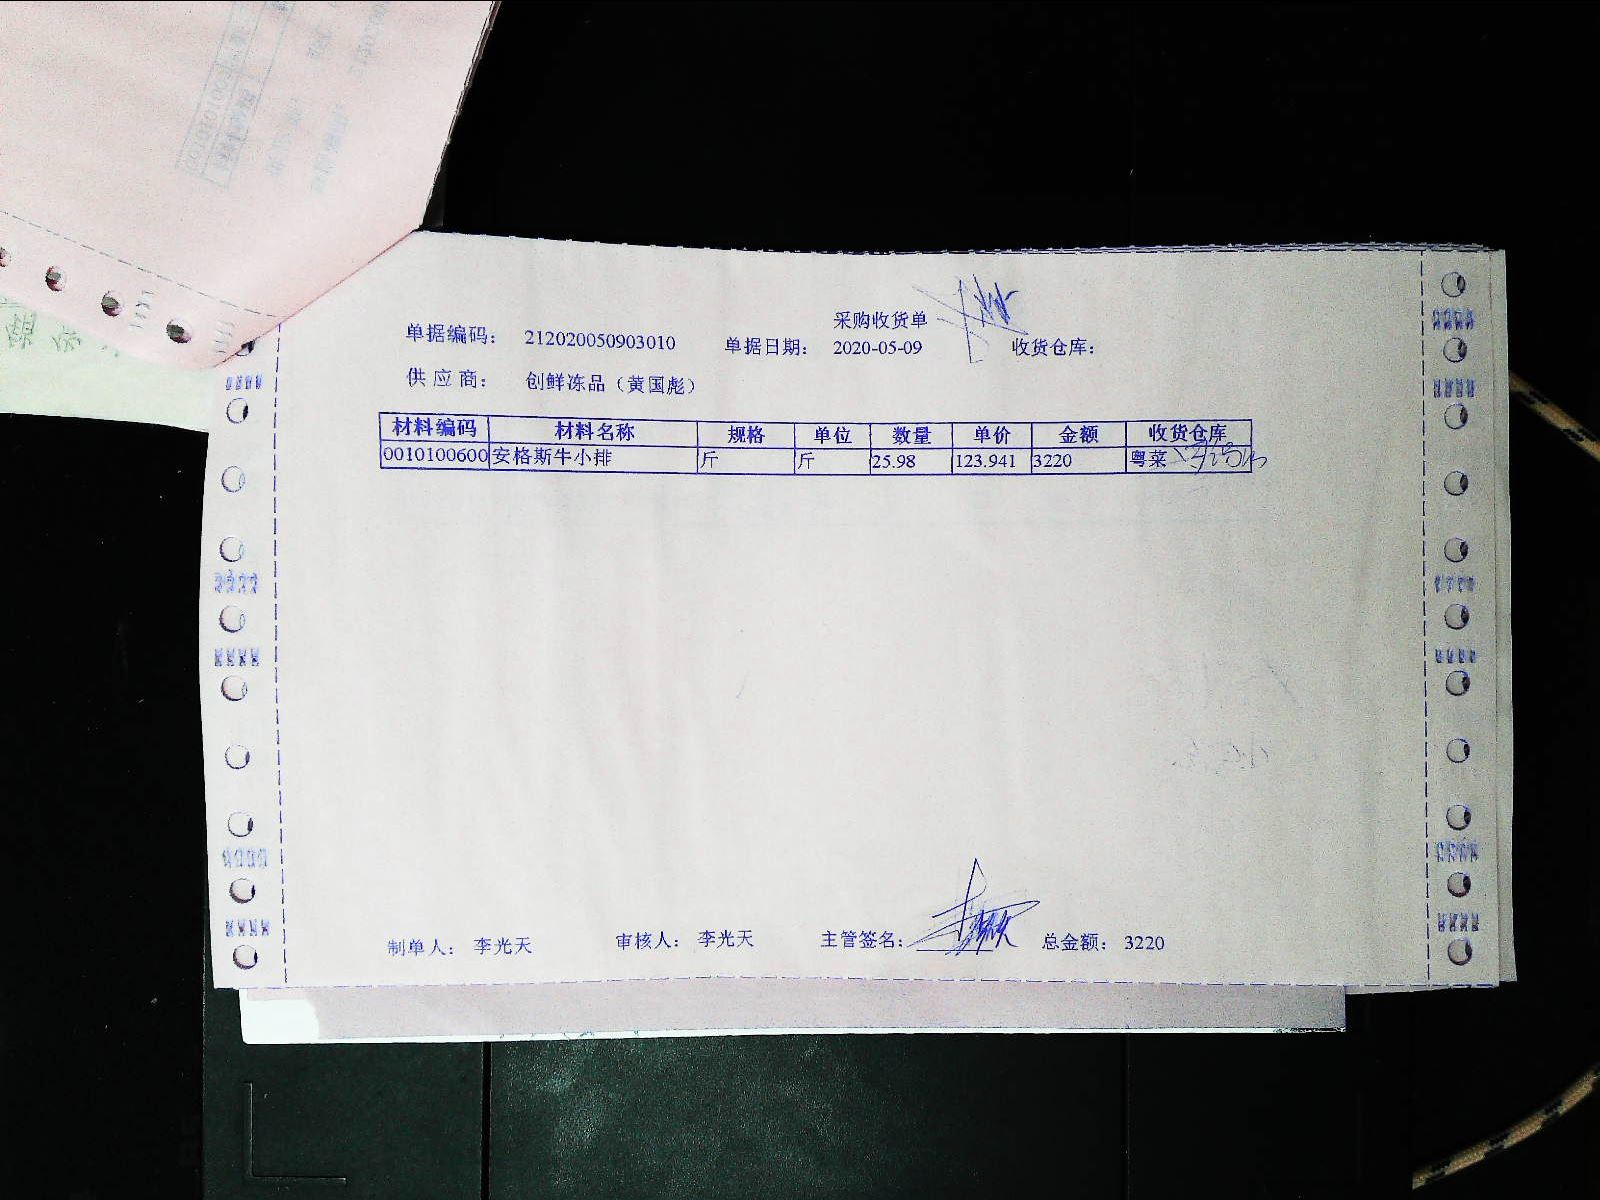 采购收货单
单据编码： 212020050903010 单据日期： 2020-05-09 收货仓库：
供应商： 创鲜冻品（黄国彪）
材料编码 材料名称 规格 单位 数量 单价 金额 收货仓库
0010100600 安格斯牛小排 斤 斤 25.98 123.941 3220 粤菜
制单人： 李光天 审核人： 李光天 主管签名： 总金额： 3220